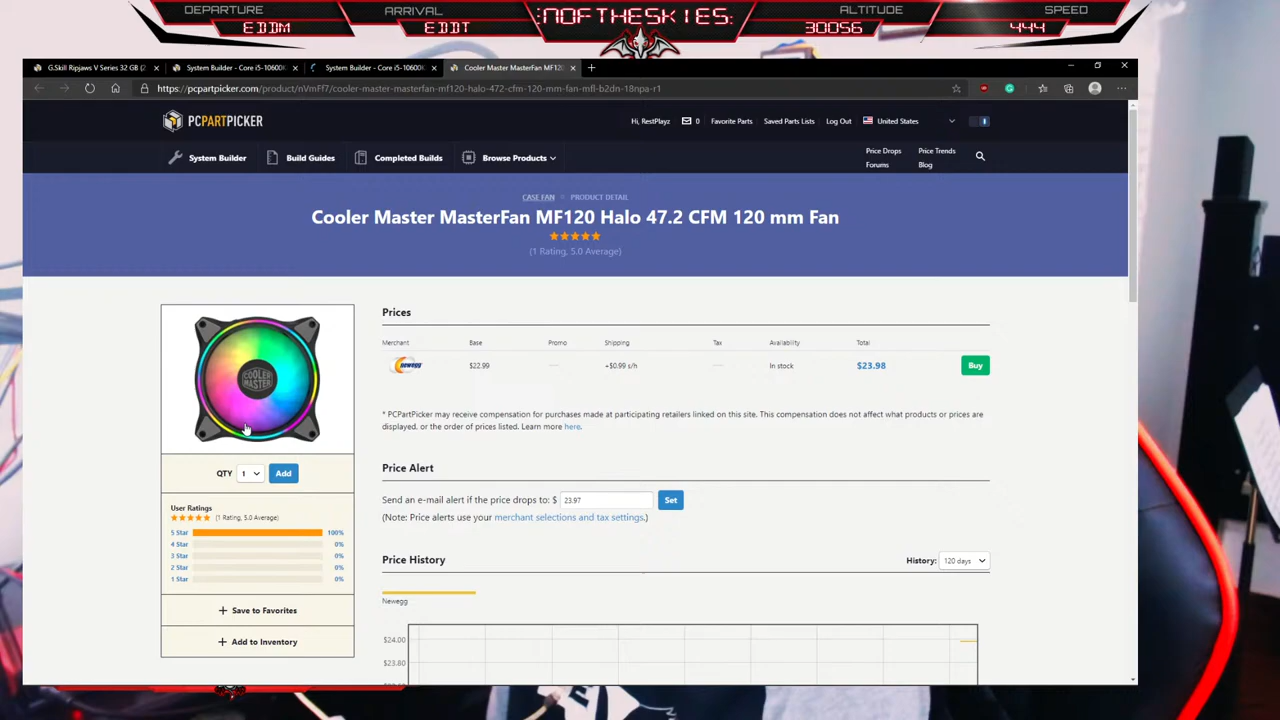 DEPARTURE
EDDM
ARRIVAL
EDDT
NOFTHESKIES
ALTITUDE
30056
SPEED
444
G.Skill Ripjaws V Series 32 GB (2
System Builder - Core i5-10600K
System Builder - Core i5-10600K
Cooler Master MasterFan MF120
https://pcpartpicker.com/product/nVmFf7/cooler-master-masterfan-mf120-halo-472-cfm-120-mm-fan-mfl-b2dn-18npa-r1
PCPARTPICKER
Hi, RestPlayz
0
Favorite Parts
Saved Parts Lists
Log Out
United States
System Builder
Build Guides
Completed Builds
Browse Products
Price Drops
Price Trends
Forums
Blog
CASE FAN
PRODUCT DETAIL
Cooler Master MasterFan MF120 Halo 47.2 CFM 120 mm Fan
(1 Rating, 5.0 Average)
COOLER MASTER
QTY
1
Add
User Ratings
(1 Rating, 5.0 Average)
5 Star 100%
4 Star 0%
3 Star 0%
2 Star 0%
1 Star 0%
+ Save to Favorites
+ Add to Inventory
Prices
Merchant Base Promo Shipping Tax Availability Total
newegg $22.99 — +$0.99 s/h — In stock $23.98 Buy
* PCPartPicker may receive compensation for purchases made at participating retailers linked on this site. This compensation does not affect what products or prices are
displayed, or the order of prices listed. Learn more here.
Price Alert
Send an e-mail alert if the price drops to: $ 23.97 Set
(Note: Price alerts use your merchant selections and tax settings.)
Price History
History: 120 days
Newegg
$24.00
$23.80